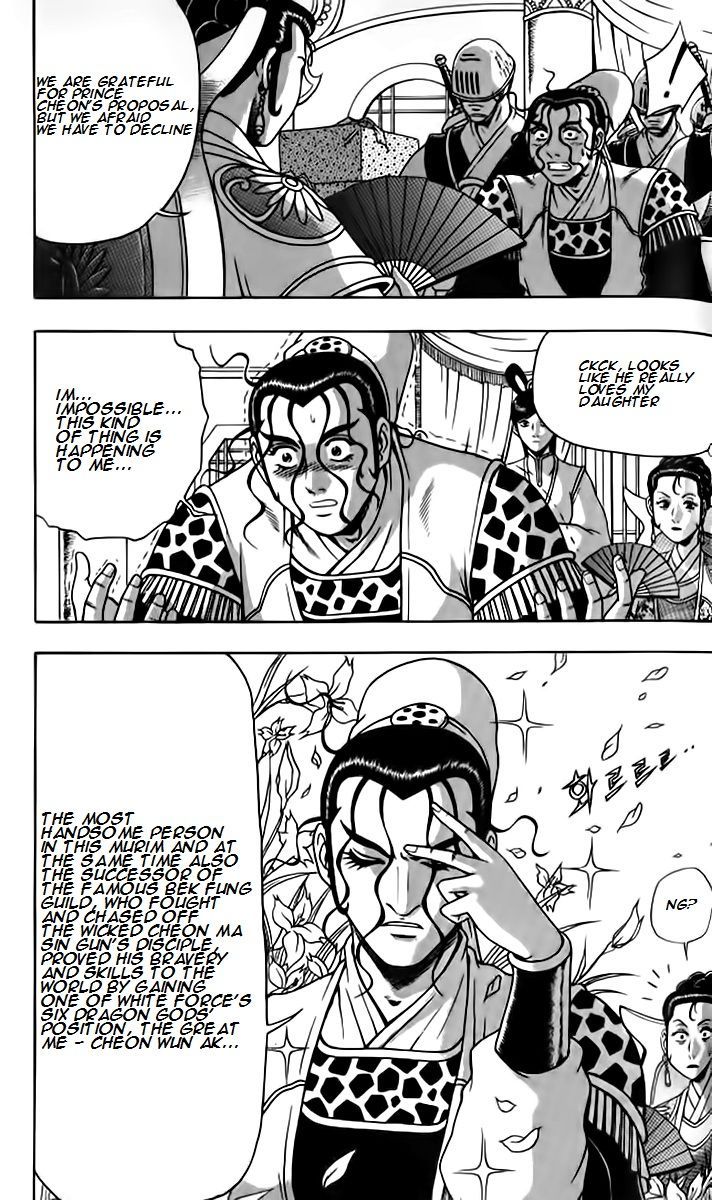 WE ARE GRATEFUL
FOR PRINCE
CHEON'S PROPOSAL,
BUT WE AFRAID
WE HAVE TO DECLINE
!
CKCK, LOOKS
LIKE HE REALLY
LOVES MY
DAUGHTER
IM...
IMPOSSIBLE...
THIS KIND
OF THING IS
HAPPENING
TO ME...
THE MOST
HANDSOME PERSON
IN THIS MURIM AND AT
THE SAME TIME ALSO
THE SUCCESSOR OF
THE FAMOUS BEK FUNG
GUILD, WHO FOUGHT
AND CHASED OFF
THE WICKED CHEON MA
SIN GUN'S DISCIPLE,
PROVED HIS BRAVERY
AND SKILLS TO THE
WORLD BY GAINING
ONE OF WHITE FORCE'S
SIX DRAGON GODS'
POSITION, THE GREAT
ME - CHEON WUN AK...
화르르르..
NG?